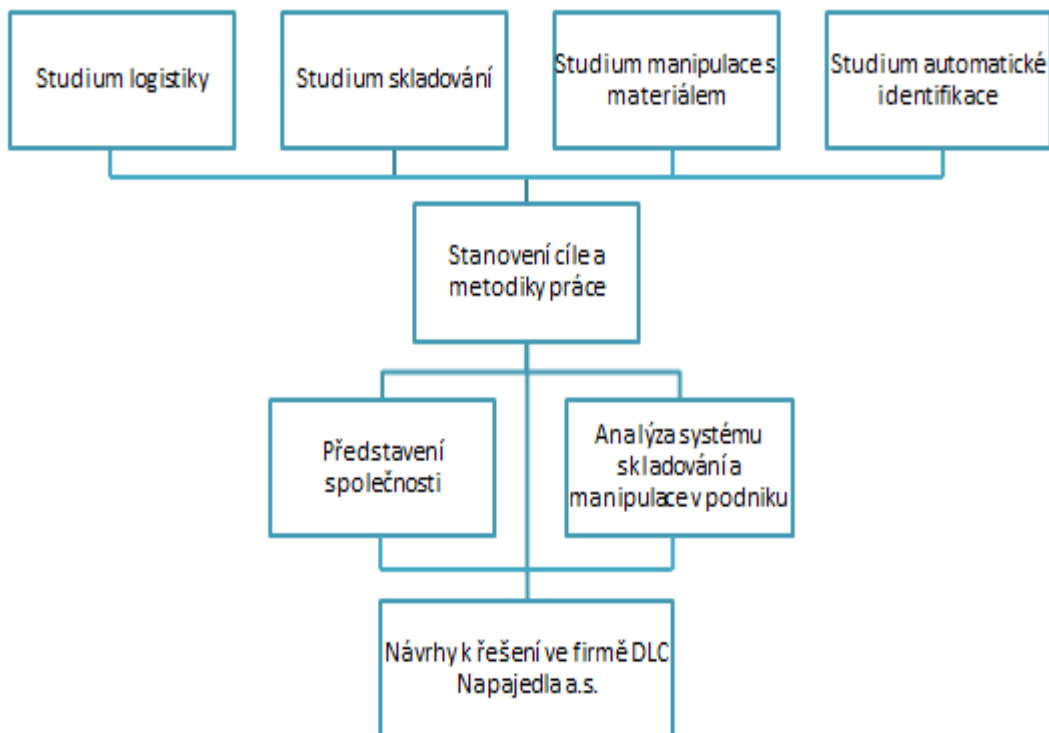 Studium logistiky
Studium skladování
Studium manipulace s
materiálem
Studium automatické
identifikace
Stanovení cíle a
metodiky práce
Představení
společnosti
Analýza systému
skladování a
manipulace v podniku
Návrhy k řešení ve firmě DLC
Napajedla a.s.